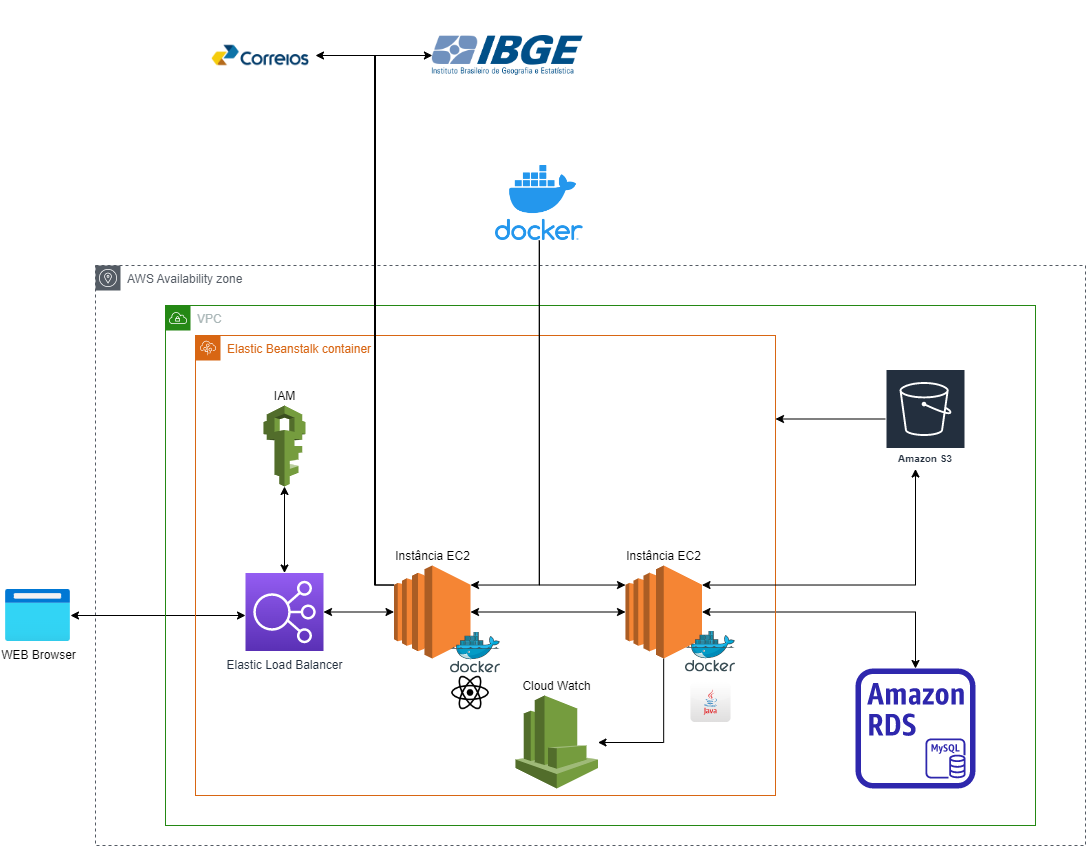 Correios
IBGE
Instituto Brasileiro de Geografia e Estatística
docker
AWS Availability zone
VPC
Elastic Beanstalk container
IAM
Amazon S3
Instância EC2
Instância EC2
WEB Browser
Elastic Load Balancer
docker
docker
Cloud Watch
Java
Amazon
RDS
MySQL